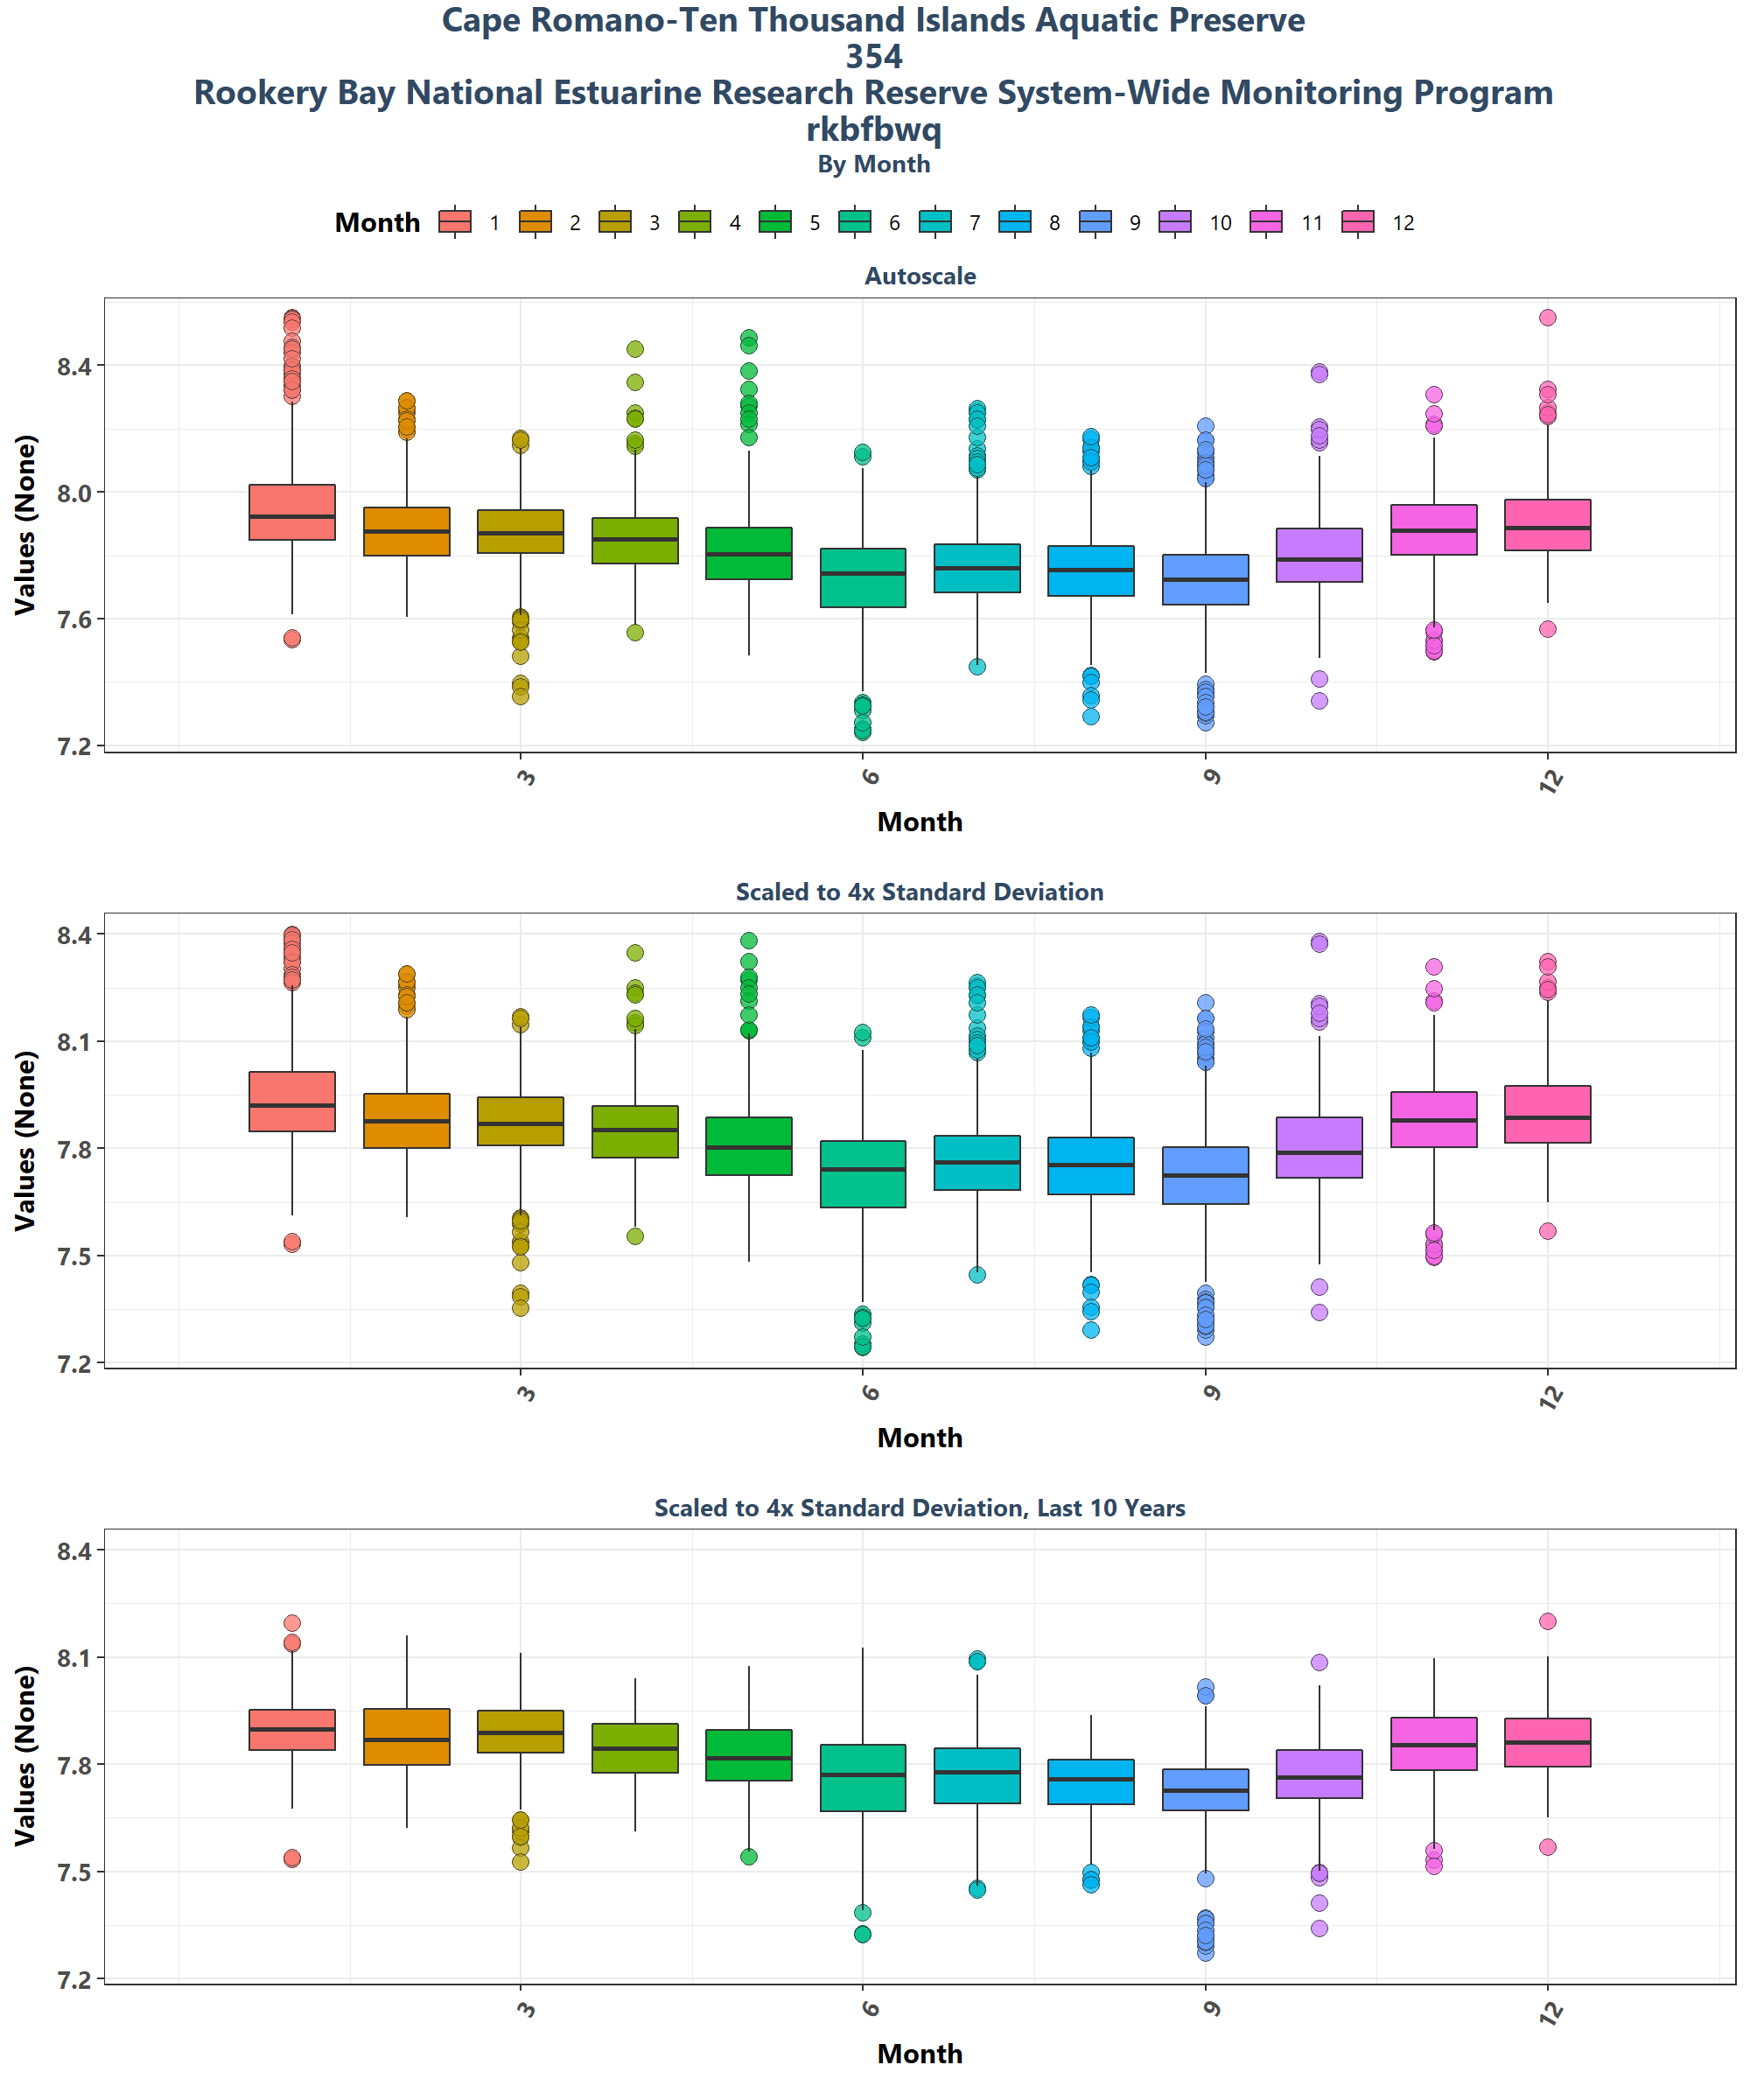 Cape Romano-Ten Thousand Islands Aquatic Preserve
354
Rookery Bay National Estuarine Research Reserve System-Wide Monitoring Program
rkbfbwq
By Month
Month 1 2 3 4 5 6 7 8 9 10 11 12
Autoscale
Values (None)
8.4
8.0
7.6
7.2
3 6 9 12
Month
Scaled to 4x Standard Deviation
Values (None)
8.4
8.1
7.8
7.5
7.2
3 6 9 12
Month
Scaled to 4x Standard Deviation, Last 10 Years
Values (None)
8.4
8.1
7.8
7.5
7.2
3 6 9 12
Month